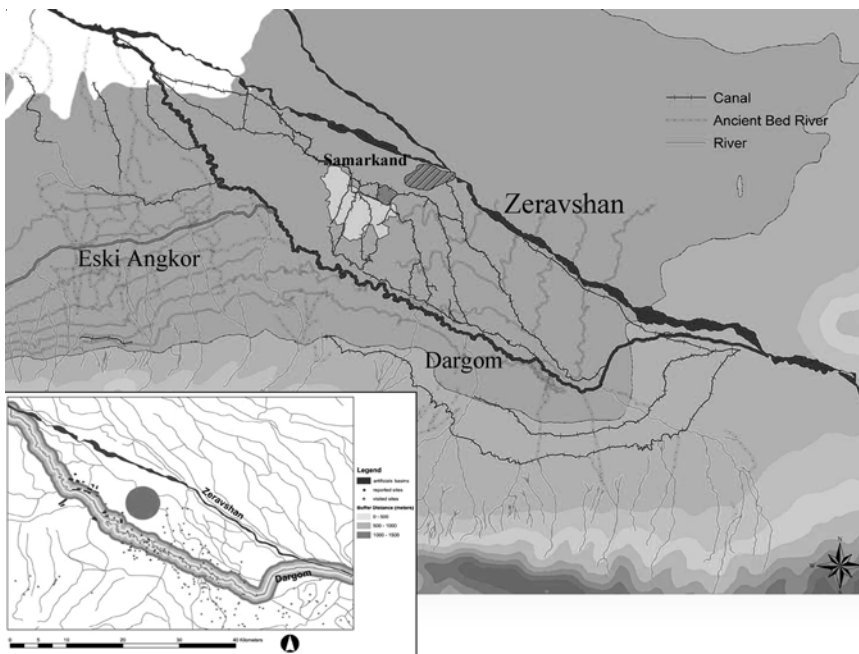 Canal
Ancient Bed River
River
Samarkand
Zeravshan
Eski Angkor
Dargom
N
Legend
artificials basins
reported sites
visited sites
Buffer Distance (meters)
0 - 500
500 - 1000
1000 - 1500
Zeravshan
Dargom
0 5 10 20 30 40 Kilometers